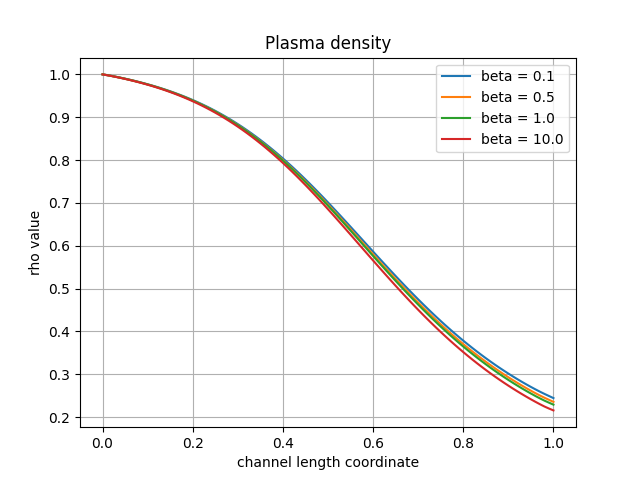 Plasma density
beta = 0.1
beta = 0.5
beta = 1.0
beta = 10.0
rho value
1.0
0.9
0.8
0.7
0.6
0.5
0.4
0.3
0.2
0.0 0.2 0.4 0.6 0.8 1.0
channel length coordinate